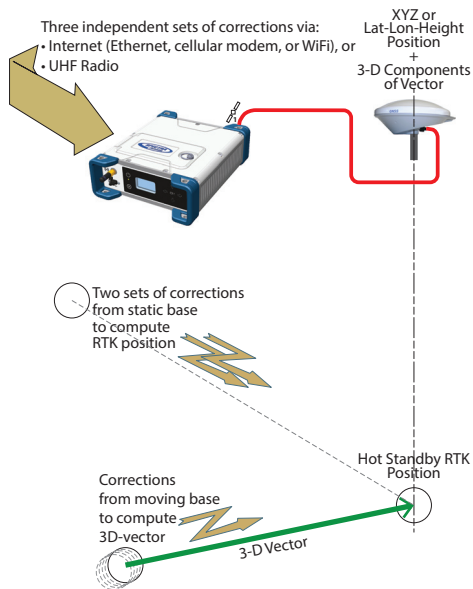 Three independent sets of corrections via:
• Internet (Ethernet, cellular modem, or WiFi), or
• UHF Radio
XYZ or
Lat-Lon-Height
Position
+
3-D Components
of Vector
Two sets of corrections
from static base
to compute
RTK position
Hot Standby RTK
Position
Corrections
from moving base
to compute
3D-vector
3-D Vector